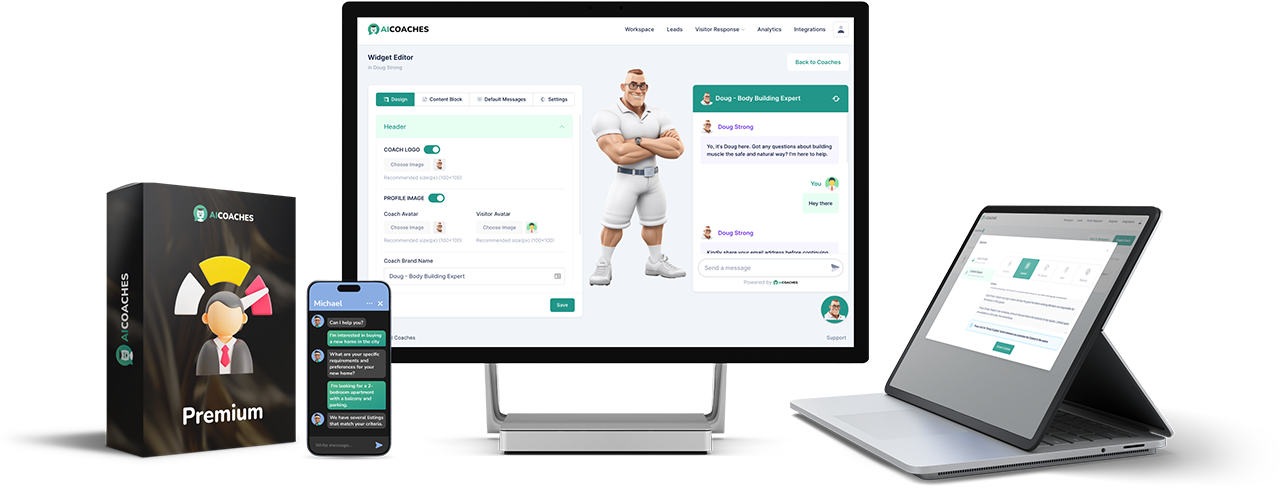 AICOACHES
Workspace
Leads
Visitor Response
Analytics
Integrations
Widget Editor
in Doug Strong
Back to Coaches
Design
Content Block
Default Messages
Settings
Header
COACH LOGO
Choose Image
Recommended size(px) (100×100)
PROFILE IMAGE
Coach Avatar
Visitor Avatar
Choose Image
Choose Image
Recommended size(px) (100×100)
Recommended size(px) (100×100)
Coach Brand Name
Doug - Body Building Expert
Save
Doug - Body Building Expert
Doug Strong
Yo, it's Doug here. Got any questions about building
muscle the safe and natural way? I'm here to help.
You
Hey there
Doug Strong
Kindly share your email address before continuing
Send a message
Powered by AICOACHES
Coaches
Support
AICOACHES
AICOACHES
Premium
Michael
Can I help you?
I'm interested in buying
a new home in the city
What are your specific
requirements and
preferences for your
new home?
I'm looking for a 2-
bedroom apartment
with a balcony and
parking.
We have several listings
that match your criteria.
Write message...